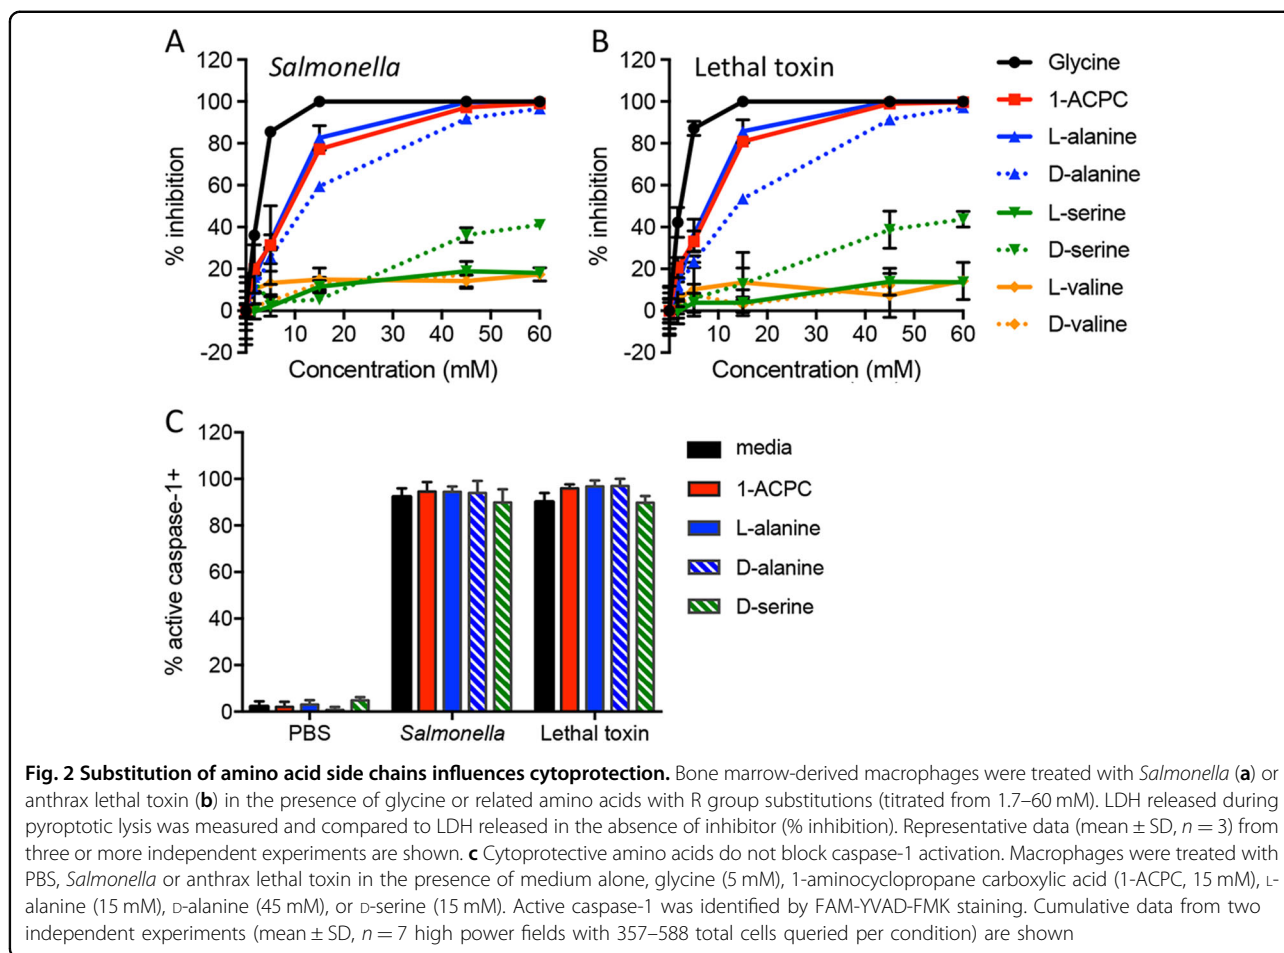 A
Salmonella
120
100
80
60
40
20
0
-20
% inhibition
10 20 30 40 50 60
Concentration (mM)
B
Lethal toxin
120
100
80
60
40
20
0
-20
% inhibition
10 20 30 40 50 60
Concentration (mM)
Glycine
1-ACPC
L-alanine
D-alanine
L-serine
D-serine
L-valine
D-valine
C
120
100
80
60
40
20
0
% active caspase-1+
PBS Salmonella Lethal toxin
media
1-ACPC
L-alanine
D-alanine
D-serine
Fig. 2 Substitution of amino acid side chains influences cytoprotection. Bone marrow-derived macrophages were treated with Salmonella (a) or
anthrax lethal toxin (b) in the presence of glycine or related amino acids with R group substitutions (titrated from 1.7–60 mM). LDH released during
pyroptotic lysis was measured and compared to LDH released in the absence of inhibitor (% inhibition). Representative data (mean ± SD, n = 3) from
three or more independent experiments are shown. c Cytoprotective amino acids do not block caspase-1 activation. Macrophages were treated with
PBS, Salmonella or anthrax lethal toxin in the presence of medium alone, glycine (5 mM), 1-aminocyclopropane carboxylic acid (1-ACPC, 15 mM), L-
alanine (15 mM), D-alanine (45 mM), or D-serine (15 mM). Active caspase-1 was identified by FAM-YVAD-FMK staining. Cumulative data from two
independent experiments (mean ± SD, n = 7 high power fields with 357–588 total cells queried per condition) are shown